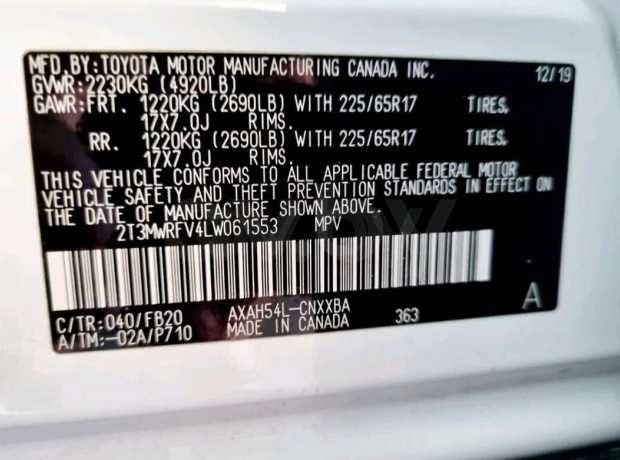 MFD.BY:TOYOTA MOTOR MANUFACTURING CANADA INC.
GVWR:2230KG (4920LB) 12/19
GAWR:FRT. 1220KG (2690LB) WITH 225/65R17 TIRES,
17X7.0J RIMS.
RR. 1220KG (2690LB) WITH 225/65R17 TIRES,
17X7.0J RIMS.
THIS VEHICLE CONFORMS TO ALL APPLICABLE FEDERAL MOTOR
VEHICLE SAFETY AND THEFT PREVENTION STANDARDS IN EFFECT ON
THE DATE OF MANUFACTURE SHOWN ABOVE.
2T3MWRFV4LW061553 MPV
A
C/TR:040/FB20 AXAH54L-CNXXBA 363
A/TM:-02A/P710 MADE IN CANADA